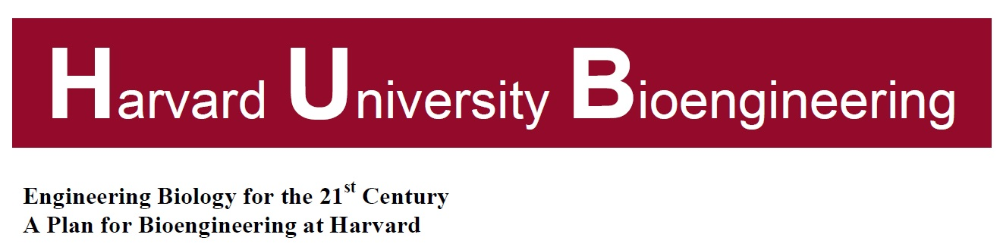 Harvard University Bioengineering
Engineering Biology for the 21st Century
A Plan for Bioengineering at Harvard